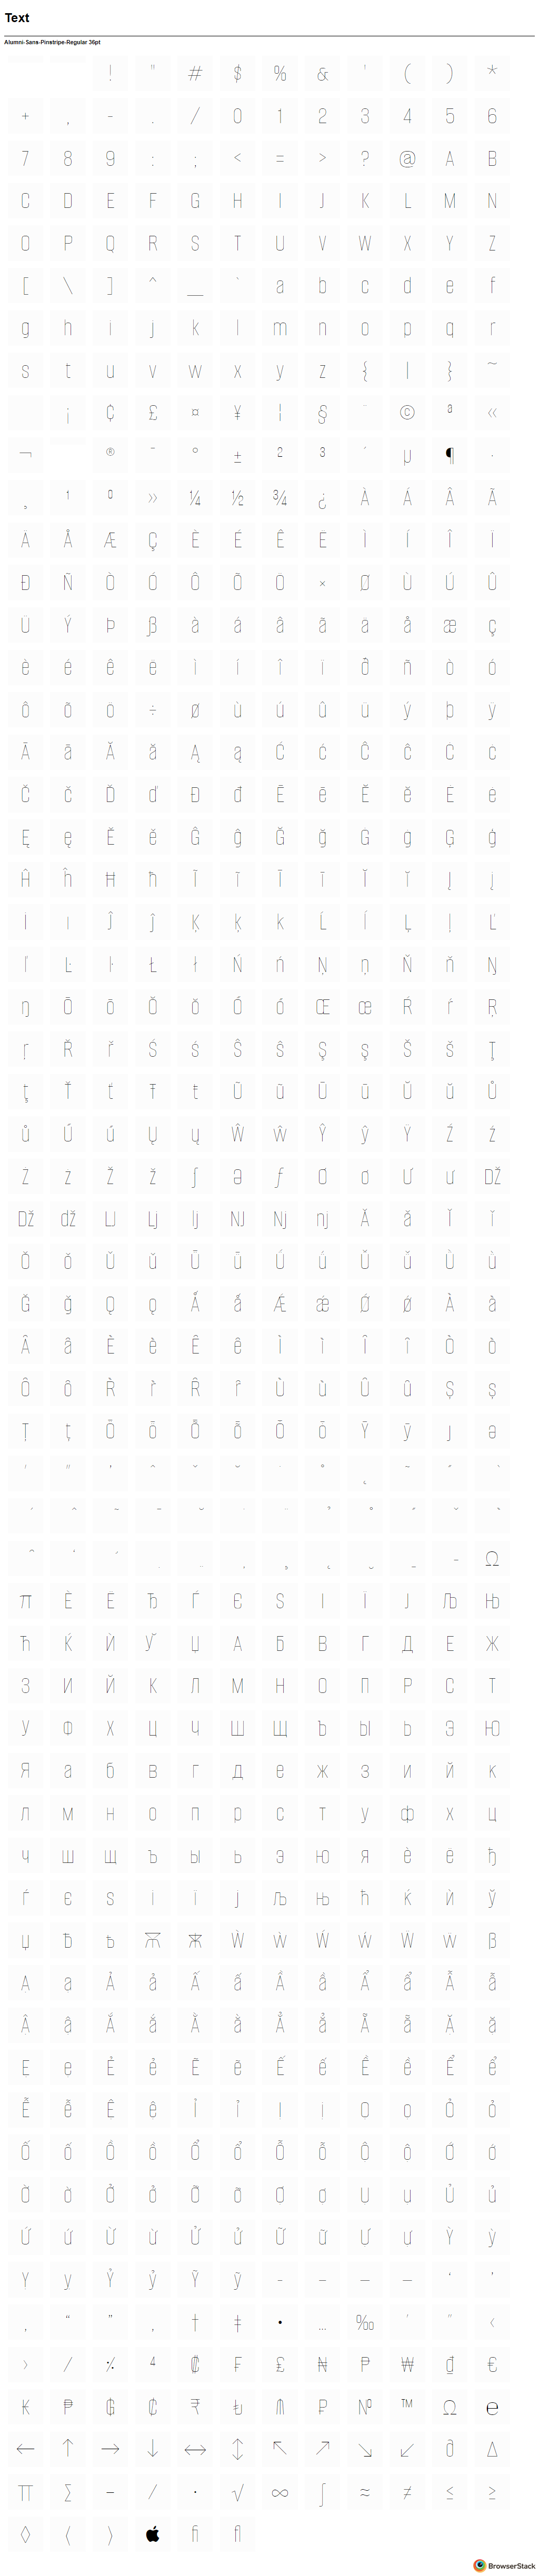 Text
Alumni-Sans-Pinstripe-Regular 36pt
! " # $ % & ' ( ) *
+ , - . / 0 1 2 3 4 5 6
7 8 9 : ; < = > ? @ A B
C D E F G H I J K L M N
O P Q R S T U V W X Y Z
[ \ ] ^ _ ` a b c d e f
g h i j k l m n o p q r
s t u v w x y z { | } ~
¡ ¢ £ ¤ ¥ ¦ § ¨ © ª «
¬ ® ¯ ° ± ² ³ ´ µ ¶ ·
¸ ¹ º » ¼ ½ ¾ ¿ À Á Â Ã
Ä Å Æ Ç È É Ê Ë Ì Í Î Ï
Ð Ñ Ò Ó Ô Õ Ö × Ø Ù Ú Û
Ü Ý Þ ß à á â ã ä å æ ç
è é ê ë ì í î ï ð ñ ò ó
ô õ ö ÷ ø ù ú û ü ý þ ÿ
Ā ā Ă ă Ą ą Ć ć Ĉ ĉ Ċ ċ
Č č Ď ď Đ đ Ē ē Ĕ ĕ Ė ė
Ę ę Ě ě Ĝ ĝ Ğ ğ Ġ ġ Ģ ģ
Ĥ ĥ Ħ ħ Ĩ ĩ Ī ī Ĭ ĭ Į į
İ ı Ĵ ĵ Ķ ķ ĸ Ĺ ĺ Ļ ļ Ľ
ľ Ŀ ŀ Ł ł Ń ń Ņ ņ Ň ň Ŋ
ŋ Ō ō Ŏ ŏ Ő ő Œ œ Ŕ ŕ Ŗ
ŗ Ř ř Ś ś Ŝ ŝ Ş ş Š š Ţ
ţ Ť ť Ŧ ŧ Ũ ũ Ū ū Ŭ ŭ Ů
ů Ű ű Ų ų Ŵ ŵ Ŷ ŷ Ÿ Ź ź
Ż ż Ž ž ſ Ə ƒ Ơ ơ Ư ư Ǆ
ǅ ǆ Ǉ ǈ ǉ Ǌ ǋ ǌ Ǎ ǎ Ǐ ǐ
Ǒ ǒ Ǔ ǔ Ǖ ǖ Ǘ ǘ Ǚ ǚ Ǜ ǜ
Ǧ ǧ Ǫ ǫ Ǻ ǻ Ǽ ǽ Ǿ ǿ Ȁ ȁ
Ȃ ȃ Ȅ ȅ Ȇ ȇ Ȉ ȉ Ȋ ȋ Ȍ ȍ
Ȏ ȏ Ȑ ȑ Ȓ ȓ Ȕ ȕ Ȗ ȗ Ș ș
Ț ț Ȫ ȫ Ȭ ȭ Ȱ ȱ Ȳ ȳ ȷ ə
Ω
π Ѐ Ё Ђ Ѓ Є Ѕ І Ї Ј Љ Њ
Ћ Ќ Ѝ Ў Џ А Б В Г Д Е Ж
З И Й К Л М Н О П Р С Т
У Ф Х Ц Ч Ш Щ Ъ Ы Ь Э Ю
Я а б в г д е ж з и й к
л м н о п р с т у ф х ц
ч ш щ ъ ы ь э ю я ѐ ё ђ
ѓ є ѕ і ї ј љ њ ћ ќ ѝ ў
џ Ѣ ѣ Ѫ ѫ Ẁ ẁ Ẃ ẃ Ẅ ẅ ẞ
Ạ ạ Ả ả Ấ ấ Ầ ầ Ẩ ẩ Ẫ ẫ
Ậ ậ Ắ ắ Ằ ằ Ẳ ẳ Ẵ ẵ Ặ ặ
Ẹ ẹ Ẻ ẻ Ẽ ẽ Ế ế Ề ề Ể ể
Ễ ễ Ệ ệ Ỉ ỉ Ị ị Ọ ọ Ỏ ỏ
Ố ố Ồ ồ Ổ ổ Ỗ ỗ Ộ ộ Ớ ớ
Ờ ờ Ở ở Ỡ ỡ Ợ ợ Ụ ụ Ủ ủ
Ứ ứ Ừ ừ Ử ử Ữ ữ Ự ự Ỳ ỳ
Ỵ ỵ Ỷ ỷ Ỹ ỹ ‐ ‒ – — ‘ ’
‚ “ ” „ † ‡ • … ‰ ′ ″ ‹
› ⁄ ⁒ ⁴ ₡ ₣ ₤ ₦ ₱ ₩ ₫ €
₭ ₱ ₲ ₵ ₹ ₺ ₼ ₽ № ™ Ω ℮
← ↑ → ↓ ↔ ↕ ↖ ↗ ↘ ↙ ∂ ∆
∏ ∑ − ∕ ∙ √ ∞ ∫ ≈ ≠ ≤ ≥
◊ ⟨ ⟩  ﬁ ﬂ
BrowserStack